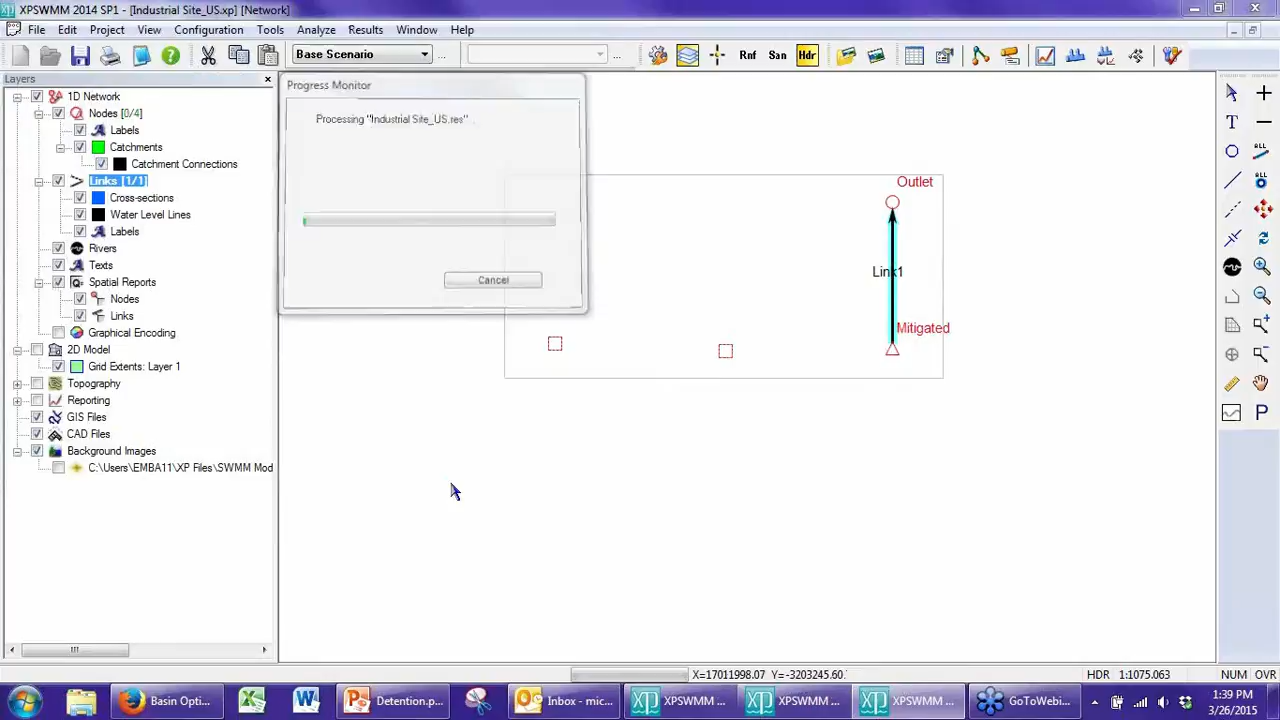 XPSWMM 2014 SP1 - [Industrial Site_US.xp] [Network]
File Edit Project View Configuration Tools Analyze Results Window Help
Base Scenario ... ... Rnf San Hdr
Layers
1D Network
Nodes [0/4]
Labels
Catchments
Catchment Connections
Links [1/1]
Cross-sections
Water Level Lines
Labels
Rivers
Texts
Spatial Reports
Nodes
Links
Graphical Encoding
2D Model
Grid Extents: Layer 1
Topography
Reporting
GIS Files
CAD Files
Background Images
C:\Users\EMBA11\XP Files\SWMM Mod
Progress Monitor
Processing "Industrial Site_US.res"
Cancel
Outlet
Link1
Mitigated
X=17011998.07 Y=-3203245.60 HDR 1:1075.063 NUM OVR
Basin Opti... Detention.p... Inbox - mic... XPSWMM ... XPSWMM ... XPSWMM ... GoToWebi...
1:39 PM
3/26/2015